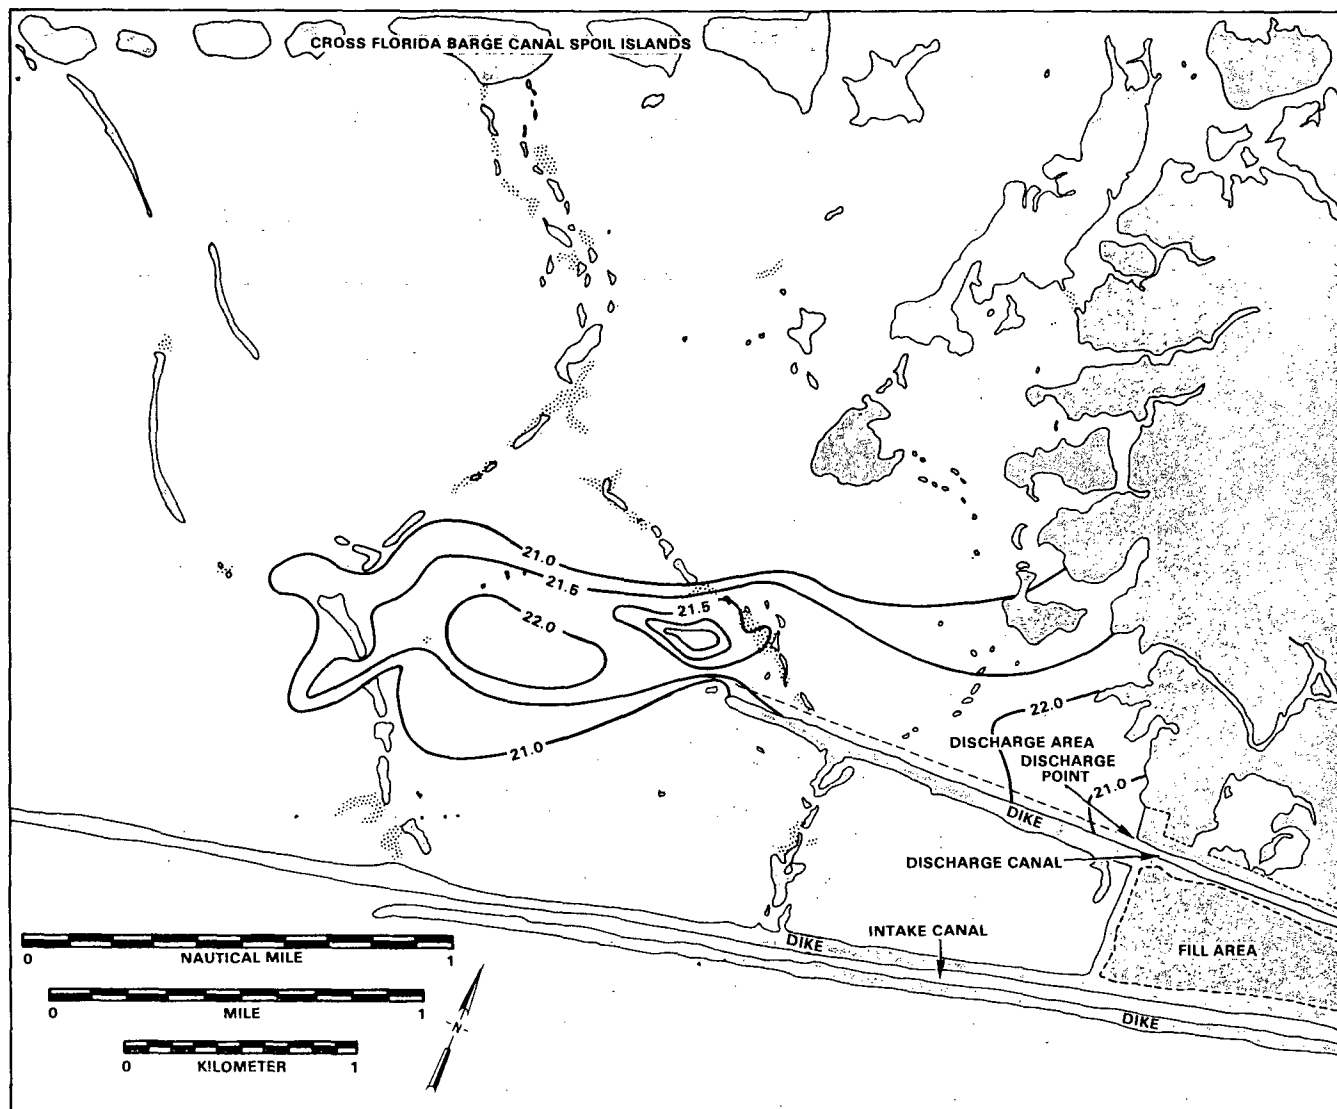 CROSS FLORIDA BARGE CANAL SPOIL ISLANDS
21.0
21.5
22.0
21.5
21.0
22.0
DISCHARGE AREA
DISCHARGE
POINT
21.0
DIKE
DISCHARGE CANAL
INTAKE CANAL
DIKE
FILL AREA
DIKE
0 NAUTICAL MILE 1
0 MILE 1
0 KILOMETER 1
N